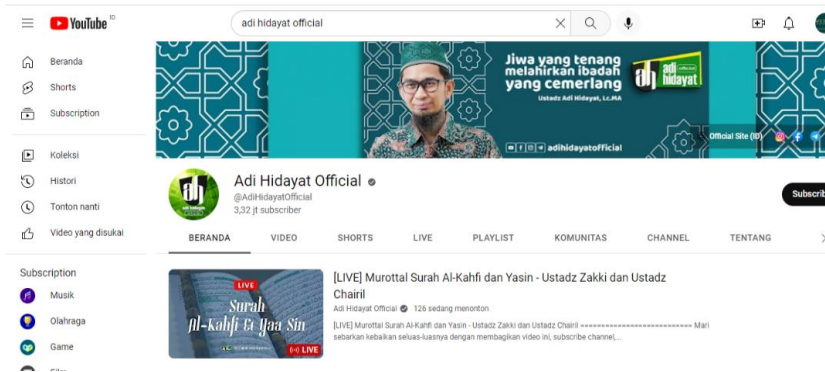 YouTube ID
adi hidayat official
Beranda
Shorts
Subscription
Koleksi
Histori
Tonton nanti
Video yang disukai
Subscription
Musik
Olahraga
Game
Jiwa yang tenang
melahirkan ibadah
yang cemerlang
Ustadz Adi Hidayat, Lc.MA
adihidayatofficial
ah adi hidayat official
Official Site (ID)
Adi Hidayat Official
@AdiHidayatOfficial
3,32 jt subscriber
Subscrib
BERANDA VIDEO SHORTS LIVE PLAYLIST KOMUNITAS CHANNEL TENTANG
LIVE
Surah
Al-Kahfi & Yaa Sin
LIVE
[LIVE] Murottal Surah Al-Kahfi dan Yasin - Ustadz Zakki dan Ustadz
Chairil
Adi Hidayat Official 126 sedang menonton
[LIVE] Murottal Surah Al-Kahfi dan Yasin - Ustadz Zakki dan Ustadz Chairil =========================== Mari
sebarkan kebaikan seluas-luasnya dengan membagikan video ini, subscribe channel,...